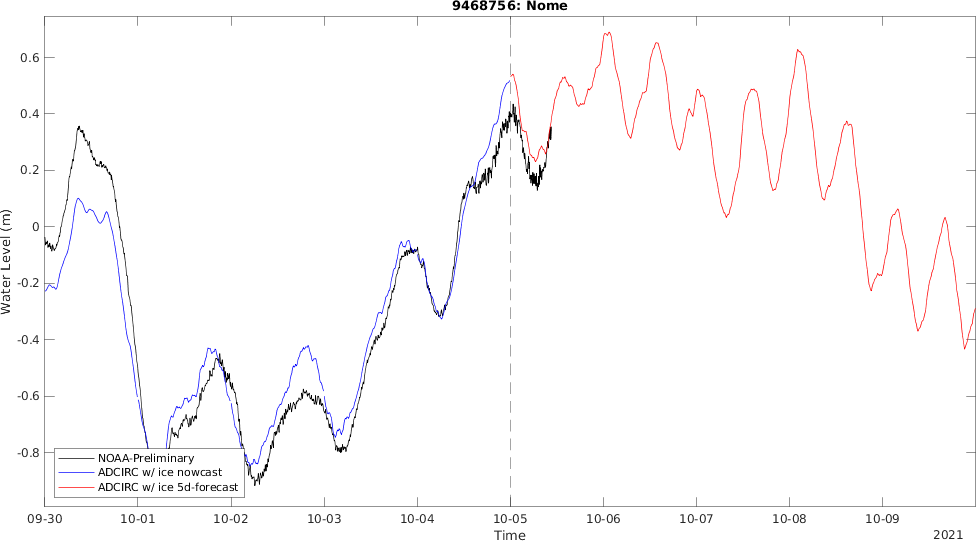 9468756: Nome
Water Level (m)
0.6
0.4
0.2
0
-0.2
-0.4
-0.6
-0.8
NOAA-Preliminary
ADCIRC w/ ice nowcast
ADCIRC w/ ice 5d-forecast
09-30 10-01 10-02 10-03 10-04 10-05 10-06 10-07 10-08 10-09
Time
2021